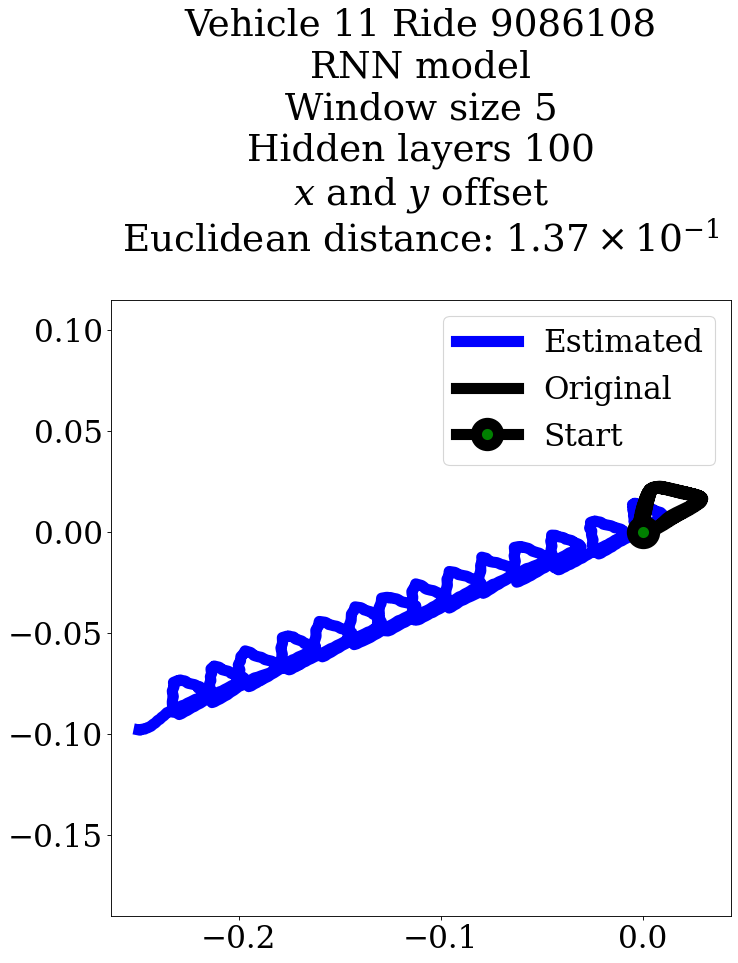 Vehicle 11 Ride 9086108
RNN model
Window size 5
Hidden layers 100
x and y offset
Euclidean distance: 1.37 × 10⁻¹
Estimated
Original
Start
0.10
0.05
0.00
−0.05
−0.10
−0.15
−0.2 −0.1 0.0